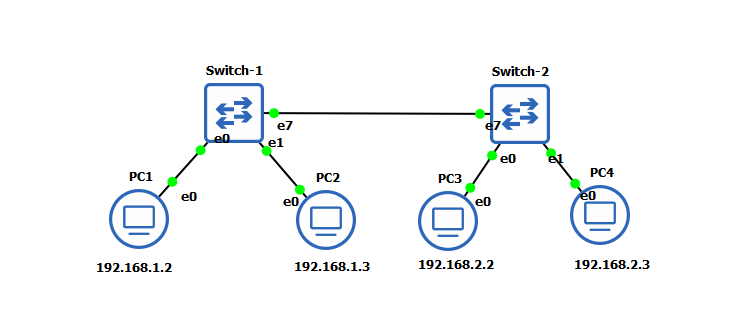 Switch-1
Switch-2
e7
e7
e0
e1
e0
e1
PC1
PC2
PC3
PC4
e0
e0
e0
e0
192.168.1.2
192.168.1.3
192.168.2.2
192.168.2.3